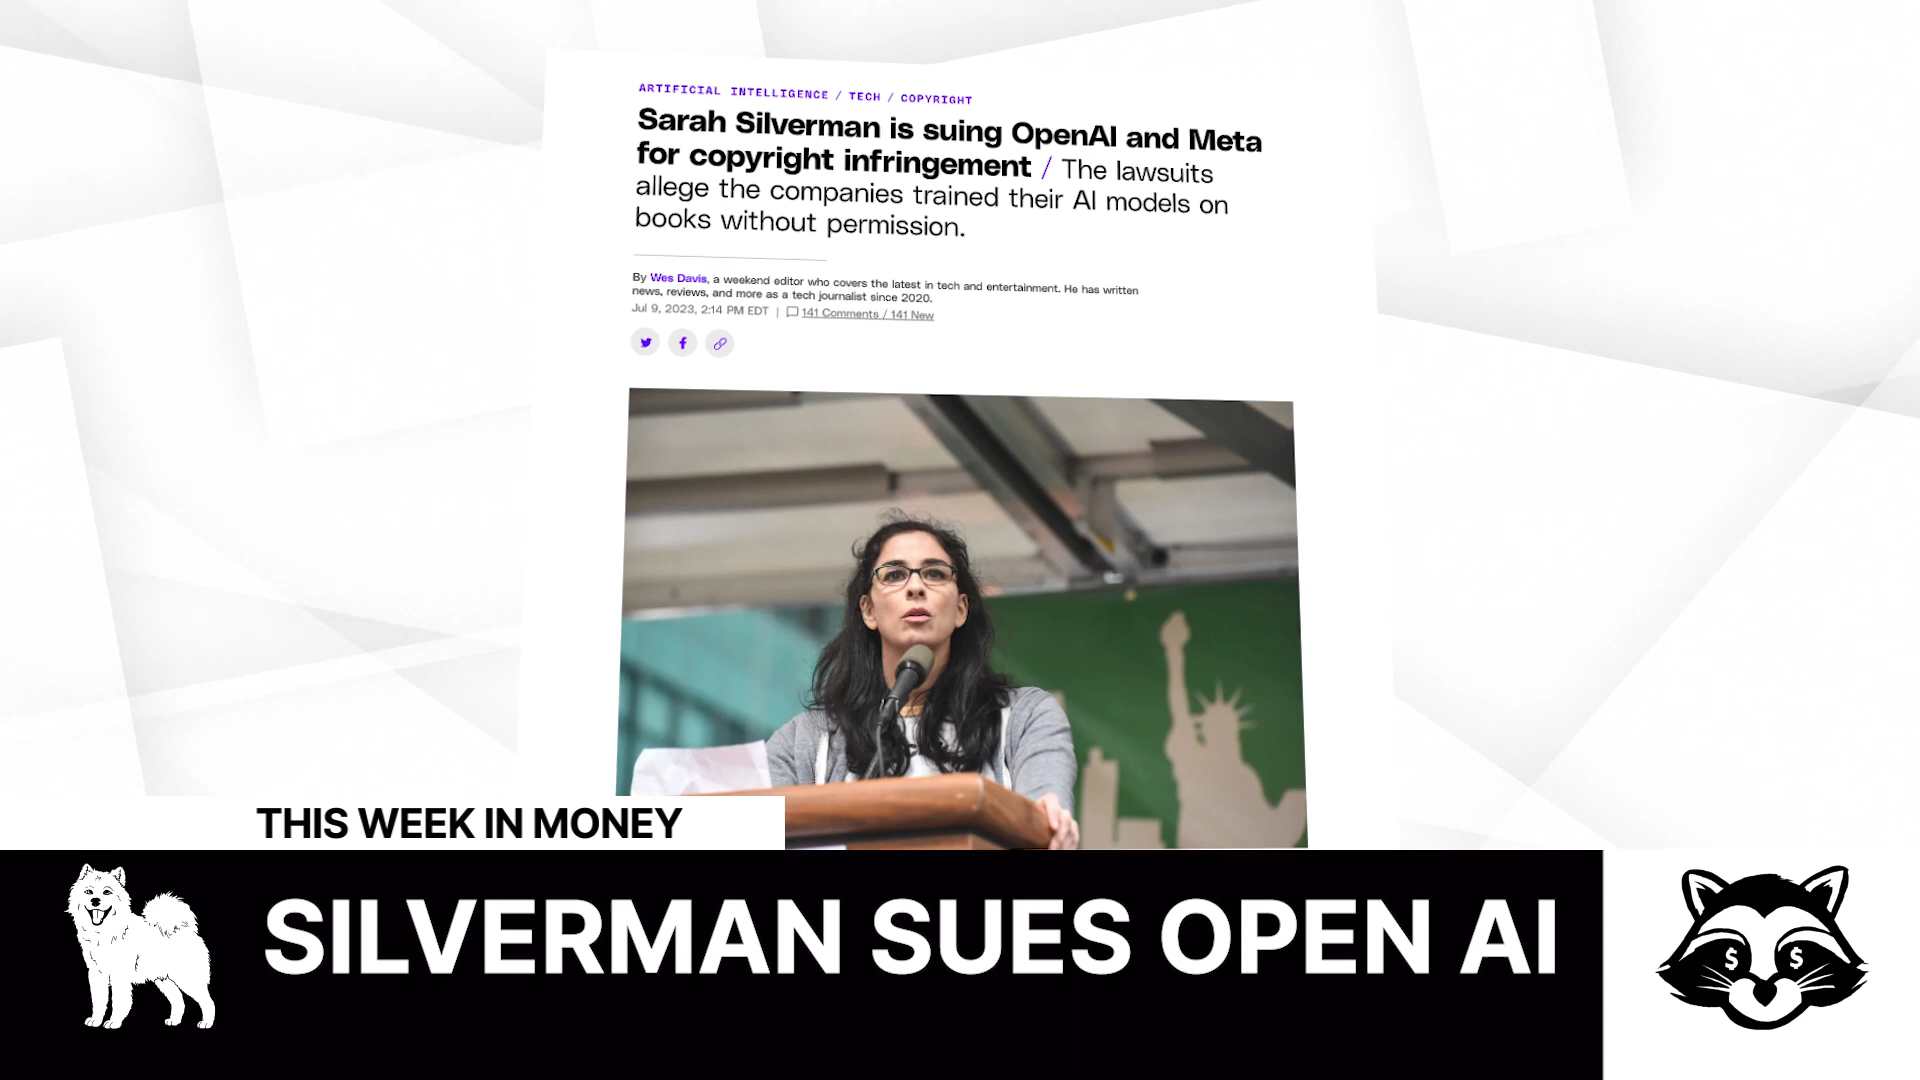 ARTIFICIAL INTELLIGENCE / TECH / COPYRIGHT
Sarah Silverman is suing OpenAI and Meta
for copyright infringement / The lawsuits
allege the companies trained their AI models on
books without permission.
By Wes Davis, a weekend editor who covers the latest in tech and entertainment. He has written
news, reviews, and more as a tech journalist since 2020.
Jul 9, 2023, 2:14 PM EDT | 141 Comments / 141 New
THIS WEEK IN MONEY
SILVERMAN SUES OPEN AI
$ $